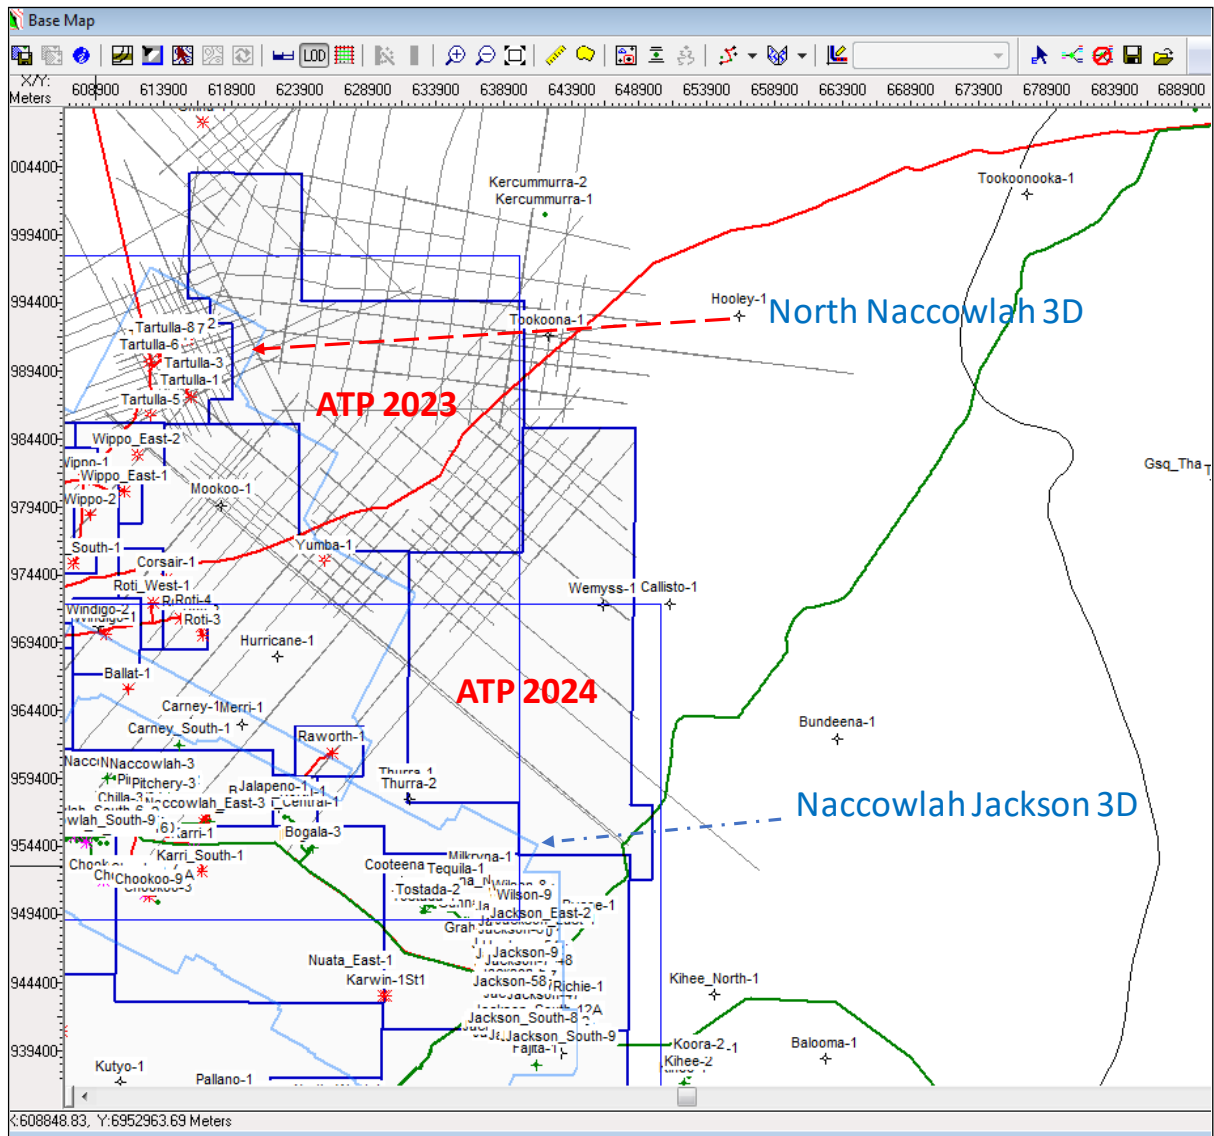 Base Map
LOD
X/Y:
Meters
608900 613900 618900 623900 628900 633900 638900 643900 648900 653900 658900 663900 668900 673900 678900 683900 688900
004400
Kercummurra-2
Kercummurra-1
Tookoonooka-1
999400
994400
Hooley-1
North Naccowlah 3D
Tookoona-1
Tartulla-8
Tartulla-6
989400
Tartulla-3
Tartulla-1
Tartulla-5
ATP 2023
984400
Wippo_East-2
Wippo_East-1
Wippo-2
Mookoo-1
979400
Yumba-1
South-1
Corsair-1
974400
Roti_West-1
Roti-4
Roti-3
Windigo-2
Wemyss-1 Callisto-1
969400
Hurricane-1
Ballat-1
964400
Carney-1 Merri-1
Carney_South-1
ATP 2024
Bundeena-1
Raworth-1
959400
Naccowlah-3
Pitchery-3
Jalapeno-1
Thurra-2
Naccowlah Jackson 3D
Bogala-3
954400
Karri_South-1
Chookoo-9
Cooteena
Tequila-1
Tostada-2
Wilson-9
949400
Jackson_East-2
Jackson-9
Nuata_East-1
Karwin-1St1
Jackson-58
Richie-1
Kihee_North-1
944400
Jackson_South-8
Jackson_South-9
939400
Fajita-1
Koora-2
Kihee-2
Balooma-1
Kutyo-1
Pallano-1
X:608848.83, Y:6952963.69 Meters